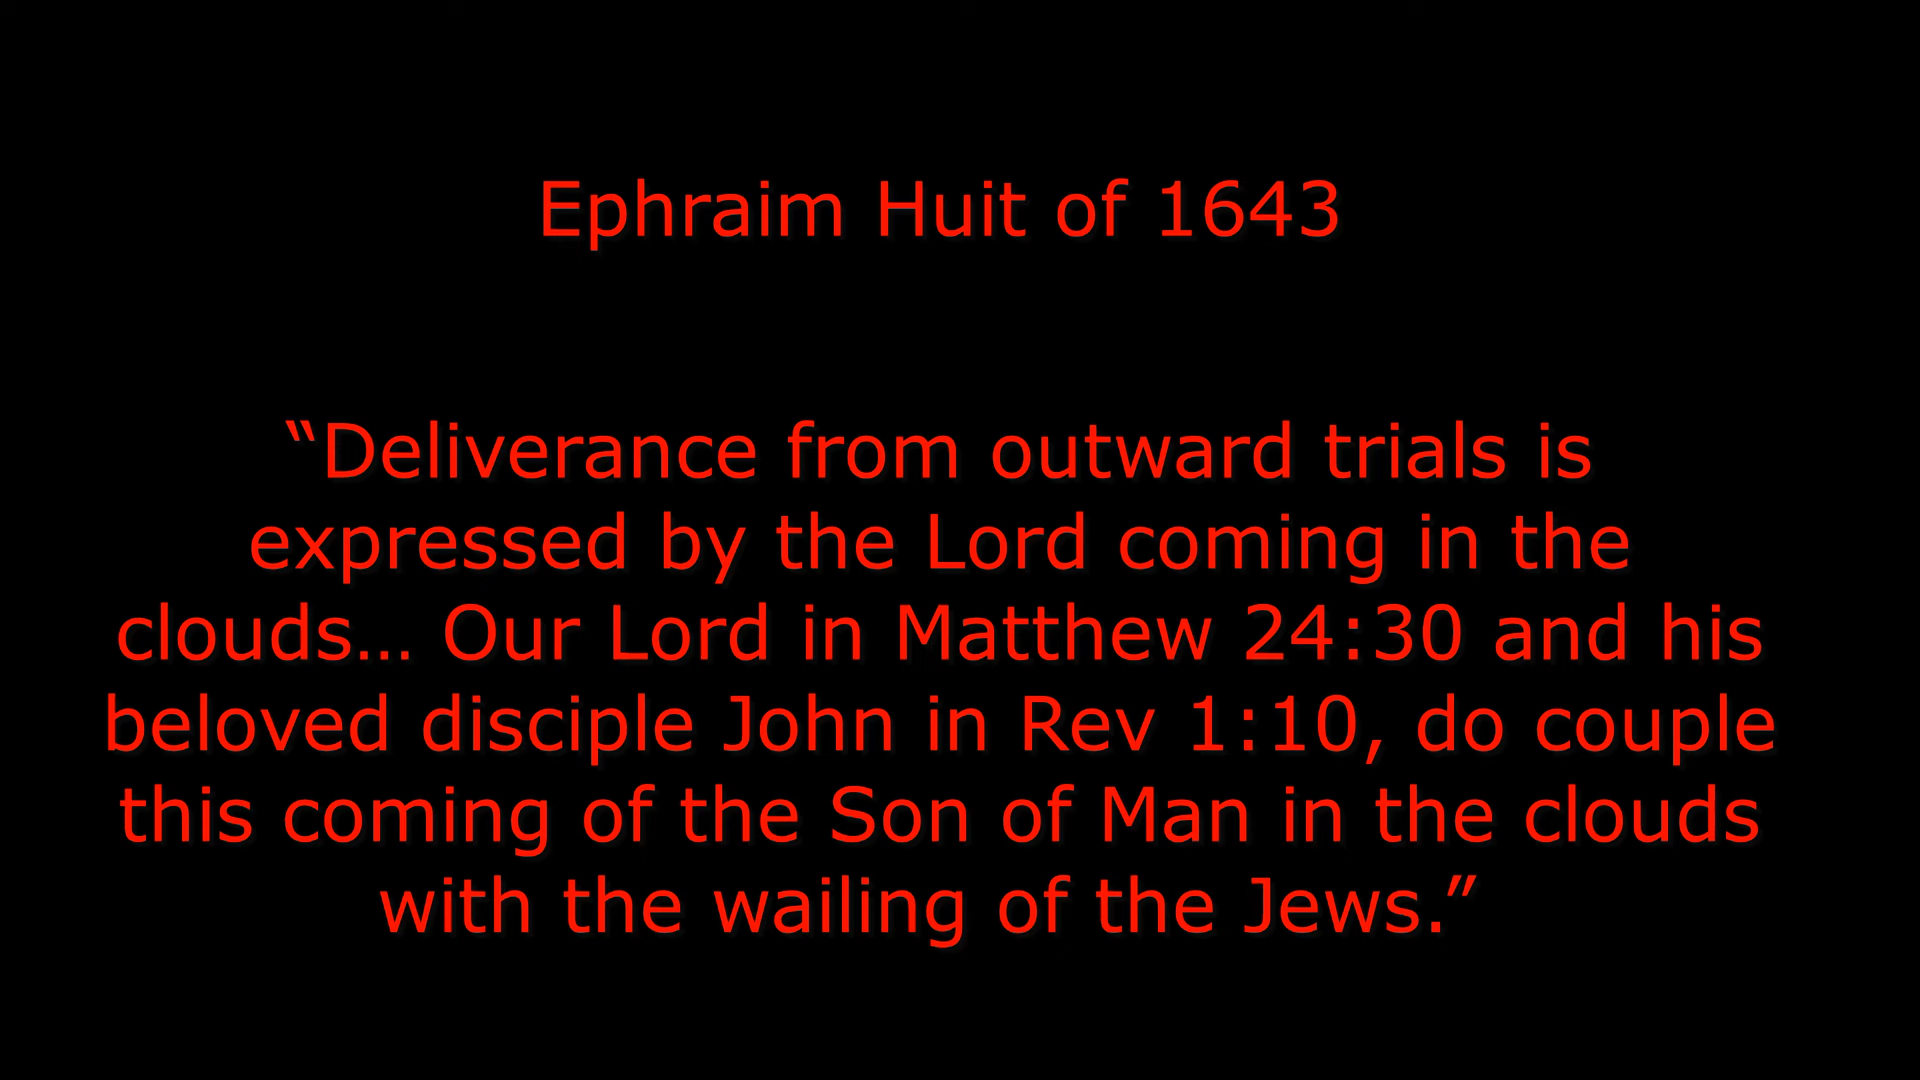 Ephraim Huit of 1643
“Deliverance from outward trials is
expressed by the Lord coming in the
clouds… Our Lord in Matthew 24:30 and his
beloved disciple John in Rev 1:10, do couple
this coming of the Son of Man in the clouds
with the wailing of the Jews.”